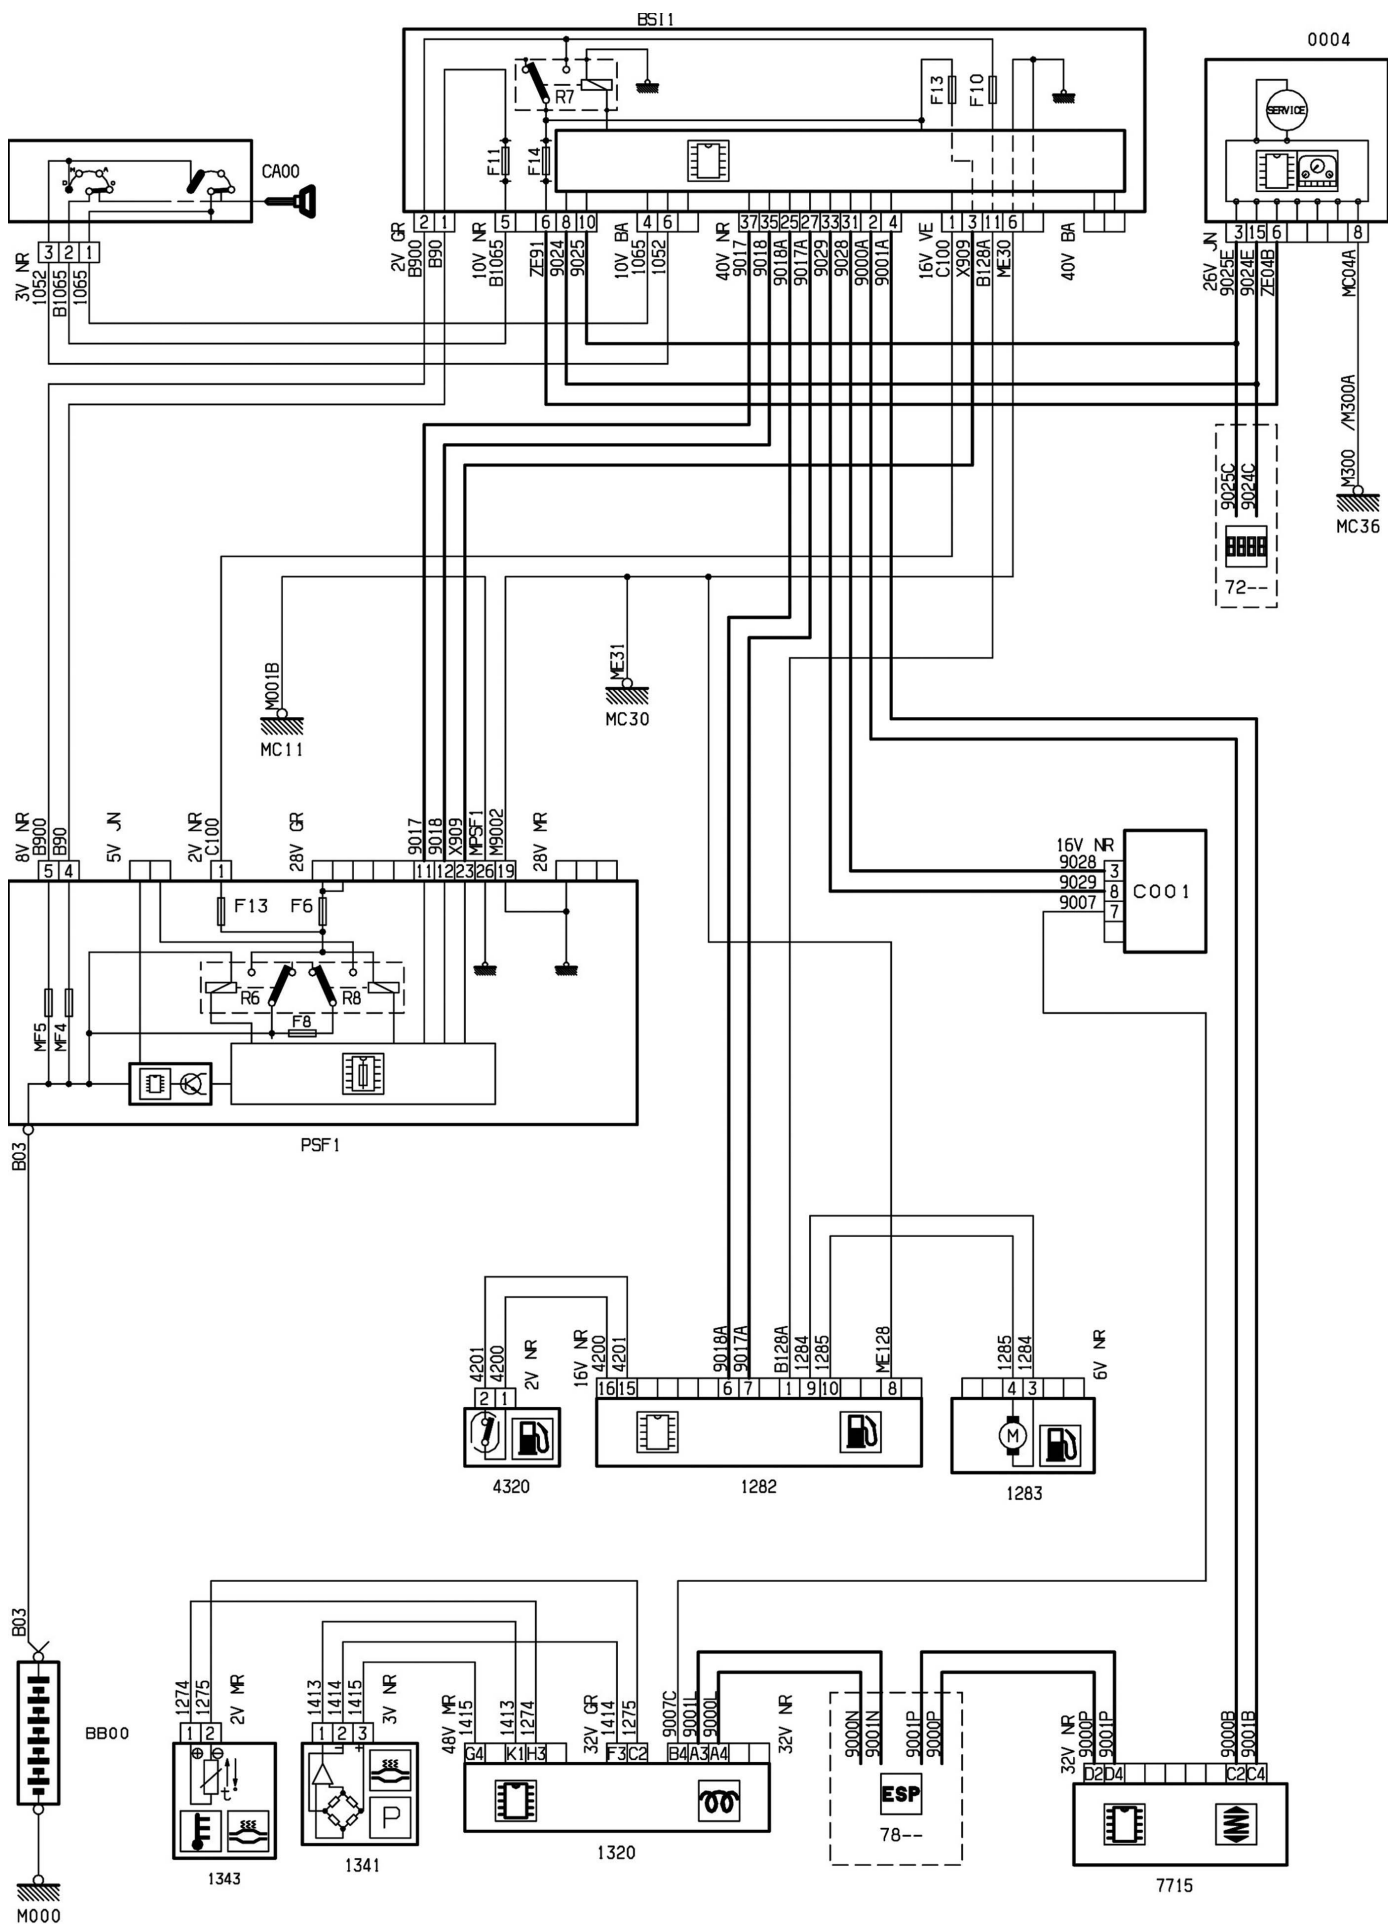 BSI1
0004
SERVICE
F13
F10
R7
F11
F14
CA00
M
A
D
C
3
2
1
3V NR
1052
B1065
1065
2
1
5
6
8
10
4
6
37
35
25
27
33
31
2
4
1
3
11
6
2V GR
B900
B90
10V NR
B1065
ZE91
9024
9025
10V BA
1065
1052
40V NR
9017
9018
9018A
9017A
9029
9028
9000A
9001A
16V VE
C100
X909
B128A
ME30
40V BA
3
15
6
8
26V JN
9025E
9024E
ZE04B
MC04A
M300 /M300A
MC36
9025C
9024C
72--
M001B
MC11
ME31
MC30
8V NR
B900
B90
5V JN
2V NR
C100
28V GR
9017
9018
X909
MPSF1
M9002
28V MR
5
4
1
11
12
23
26
19
F13
F6
R6
R8
F8
MF5
MF4
PSF1
B03
16V NR
9028
3
9029
8
9007
7
C001
4201
4200
2V NR
2
1
4320
16V NR
4200
4201
9018A
9017A
B128A
1284
1285
ME128
16
15
6
7
1
9
10
8
1282
1285
1284
6V NR
4
3
M
1283
B03
BB00
M000
1274
1275
2V MR
1
2
t°
1343
1413
1414
1415
3V NR
1
2
3
- +
P
1341
48V MR
1415
1413
1274
32V GR
1414
1275
9007C
9001L
9000L
32V NR
G4
K1
H3
F3
C2
B4
A3
A4
1320
9000N
9001N
9001P
9000P
ESP
78--
32V NR
9000P
9001P
9000B
9001B
D2
D4
C2
C4
7715